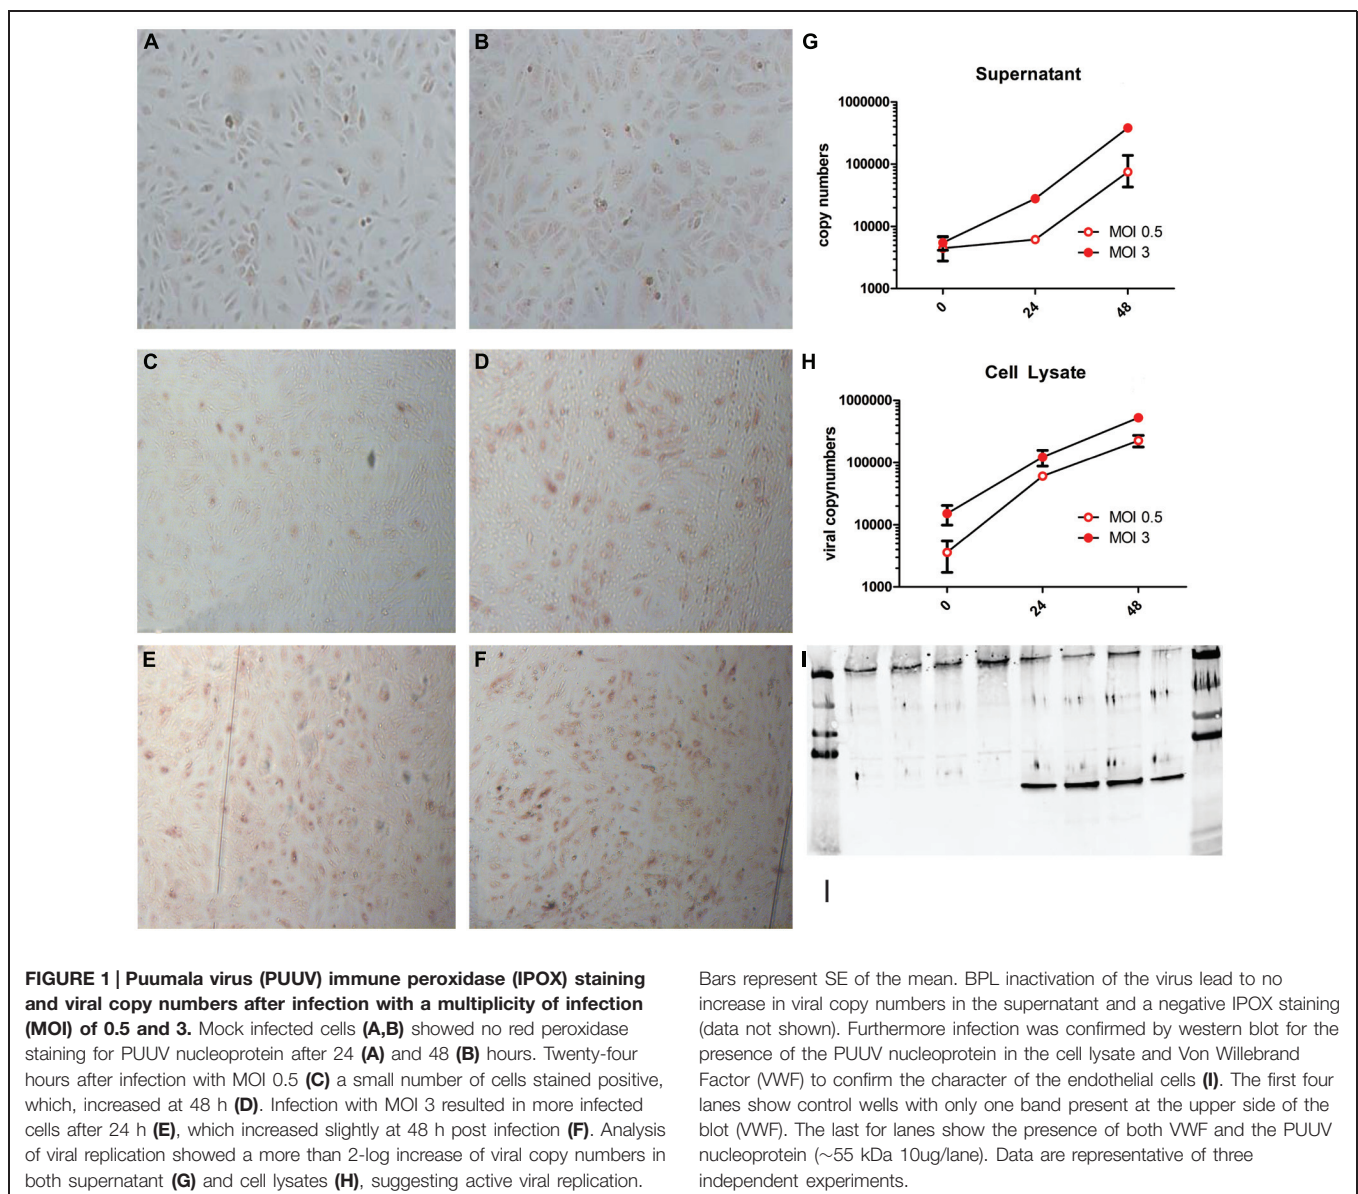 A
B
G
Supernatant
1000000
100000
10000
1000
copy numbers
MOI 0.5
MOI 3
0
24
48
C
D
H
Cell Lysate
1000000
100000
10000
1000
viral copynumbers
MOI 0.5
MOI 3
0
24
48
E
F
I
FIGURE 1 | Puumala virus (PUUV) immune peroxidase (IPOX) staining
and viral copy numbers after infection with a multiplicity of infection
(MOI) of 0.5 and 3. Mock infected cells (A,B) showed no red peroxidase
staining for PUUV nucleoprotein after 24 (A) and 48 (B) hours. Twenty-four
hours after infection with MOI 0.5 (C) a small number of cells stained positive,
which, increased at 48 h (D). Infection with MOI 3 resulted in more infected
cells after 24 h (E), which increased slightly at 48 h post infection (F). Analysis
of viral replication showed a more than 2-log increase of viral copy numbers in
both supernatant (G) and cell lysates (H), suggesting active viral replication.
Bars represent SE of the mean. BPL inactivation of the virus lead to no
increase in viral copy numbers in the supernatant and a negative IPOX staining
(data not shown). Furthermore infection was confirmed by western blot for the
presence of the PUUV nucleoprotein in the cell lysate and Von Willebrand
Factor (VWF) to confirm the character of the endothelial cells (I). The first four
lanes show control wells with only one band present at the upper side of the
blot (VWF). The last for lanes show the presence of both VWF and the PUUV
nucleoprotein (~55 kDa 10ug/lane). Data are representative of three
independent experiments.